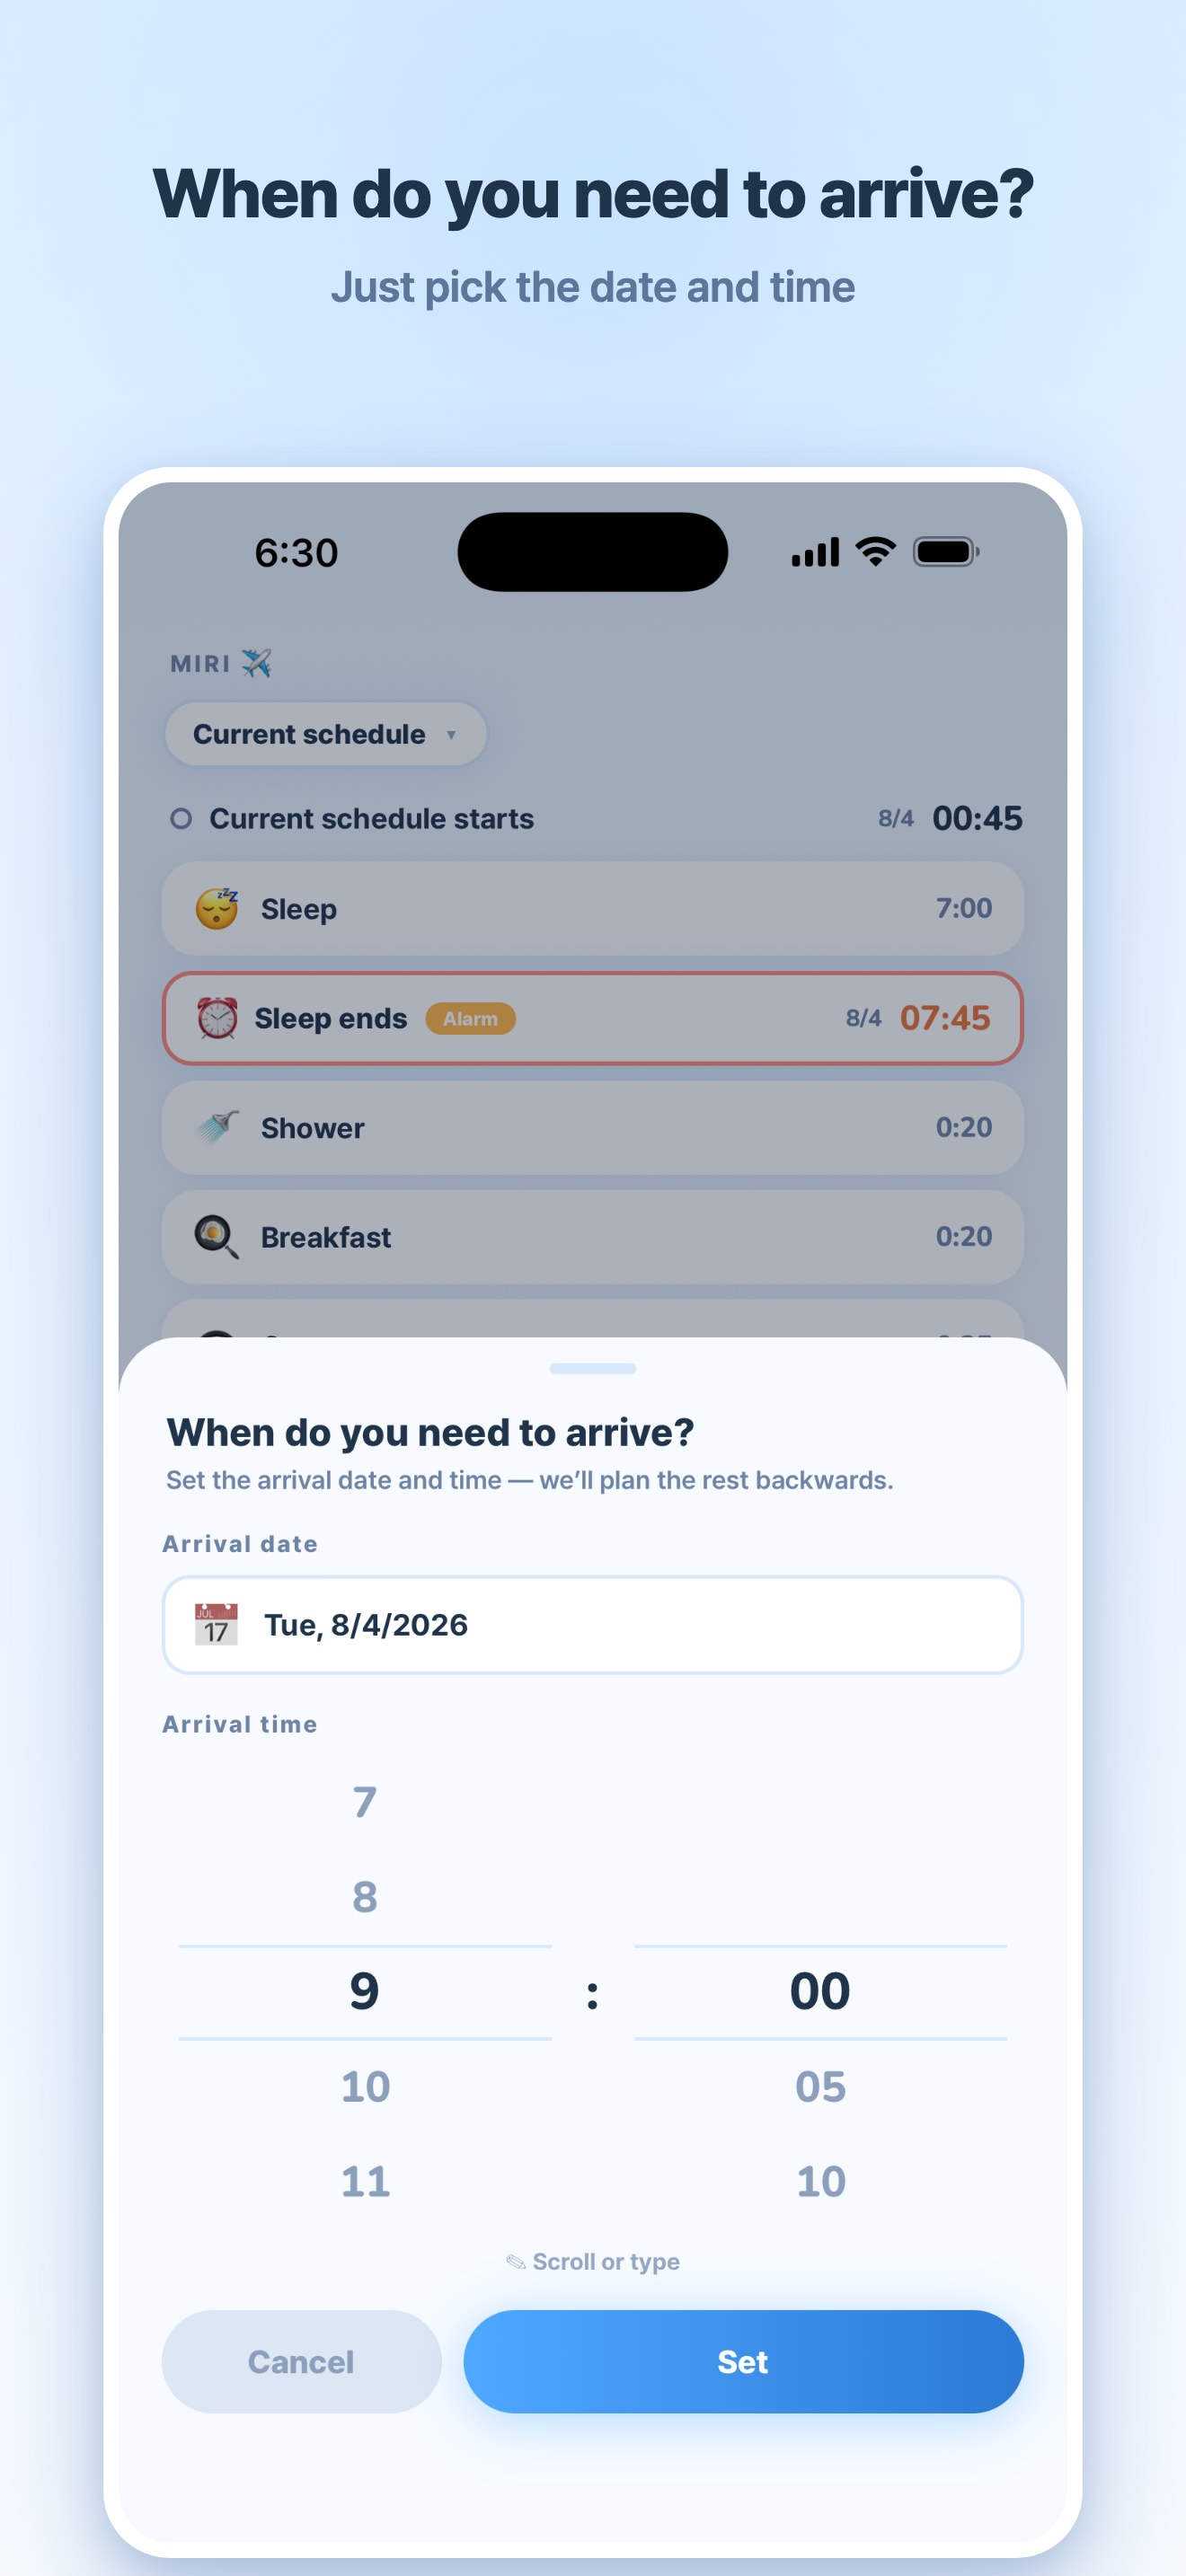 When do you need to arrive?
Just pick the date and time
6:30
MIRI ✈️
Current schedule ▼
Current schedule starts 8/4 00:45
Sleep 7:00
Sleep ends Alarm 8/4 07:45
Shower 0:20
Breakfast 0:20
When do you need to arrive?
Set the arrival date and time — we’ll plan the rest backwards.
Arrival date
JUL 17 Tue, 8/4/2026
Arrival time
7
8
9 : 00
10 05
11 10
✎ Scroll or type
Cancel Set